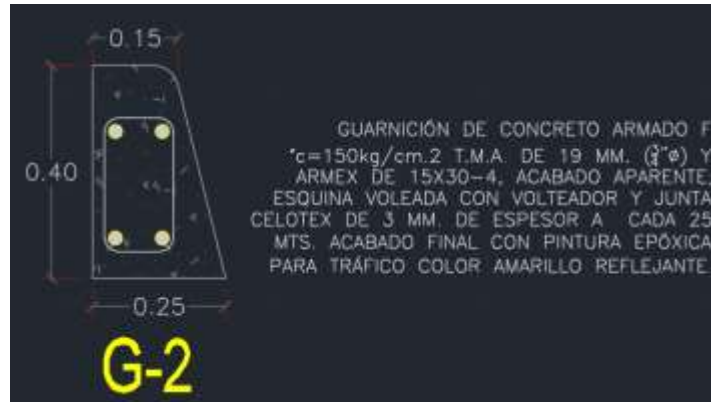 0.15
0.40
0.25
G-2
GUARNICIÓN DE CONCRETO ARMADO F
'c=150kg/cm.2 T.M.A. DE 19 MM. (¾"ø) Y
ARMEX DE 15X30-4, ACABADO APARENTE,
ESQUINA VOLEADA CON VOLTEADOR Y JUNTA
CELOTEX DE 3 MM. DE ESPESOR A CADA 25
MTS. ACABADO FINAL CON PINTURA EPÓXICA
PARA TRÁFICO COLOR AMARILLO REFLEJANTE.